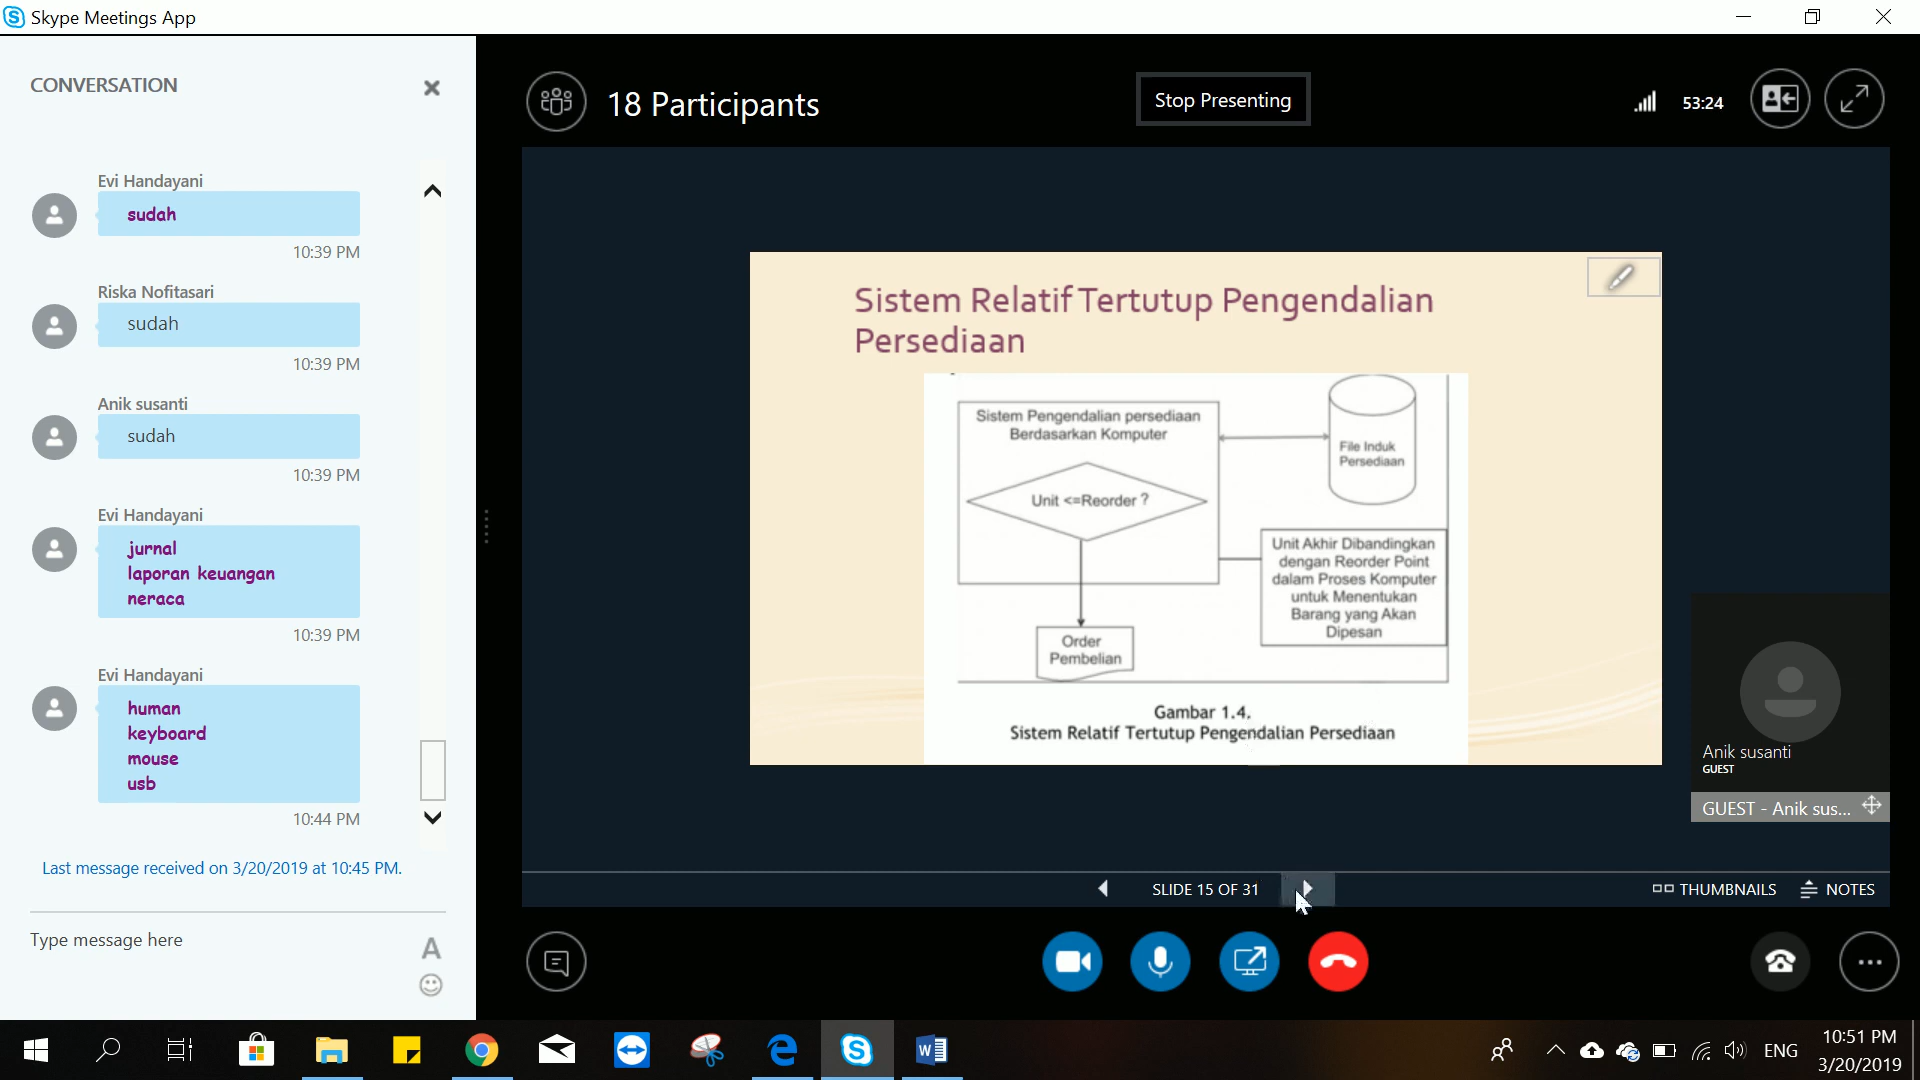 Skype Meetings App
CONVERSATION
Evi Handayani
sudah
10:39 PM
Riska Nofitasari
sudah
10:39 PM
Anik susanti
sudah
10:39 PM
Evi Handayani
jurnal
laporan keuangan
neraca
10:39 PM
Evi Handayani
human
keyboard
mouse
usb
10:44 PM
Last message received on 3/20/2019 at 10:45 PM.
Type message here
A
18 Participants
Stop Presenting
53:24
Sistem Relatif Tertutup Pengendalian
Persediaan
Sistem Pengendalian persediaan
Berdasarkan Komputer
Unit <=Reorder ?
File Induk
Persediaan
Unit Akhir Dibandingkan
dengan Reorder Point
dalam Proses Komputer
untuk Menentukan
Barang yang Akan
Dipesan
Order
Pembelian
Gambar 1.4.
Sistem Relatif Tertutup Pengendalian Persediaan
Anik susanti
GUEST
GUEST - Anik sus...
SLIDE 15 OF 31
THUMBNAILS
NOTES
ENG
10:51 PM
3/20/2019